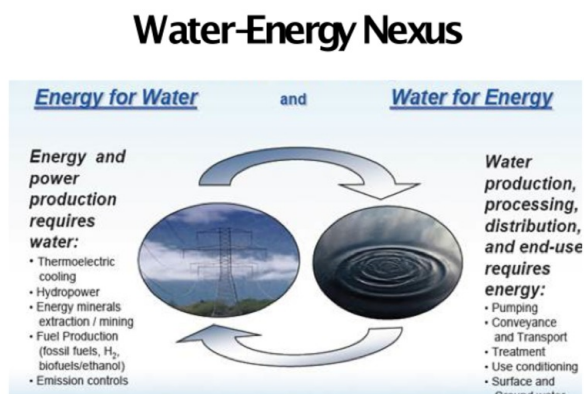 Water-Energy Nexus
Energy for Water
and
Water for Energy
Energy and
power
production
requires
water:
• Thermoelectric
cooling
• Hydropower
• Energy minerals
extraction / mining
• Fuel Production
(fossil fuels, H₂,
biofuels/ethanol)
• Emission controls
Water
production,
processing,
distribution,
and end-use
requires
energy:
• Pumping
• Conveyance
and Transport
• Treatment
• Use conditioning
• Surface and